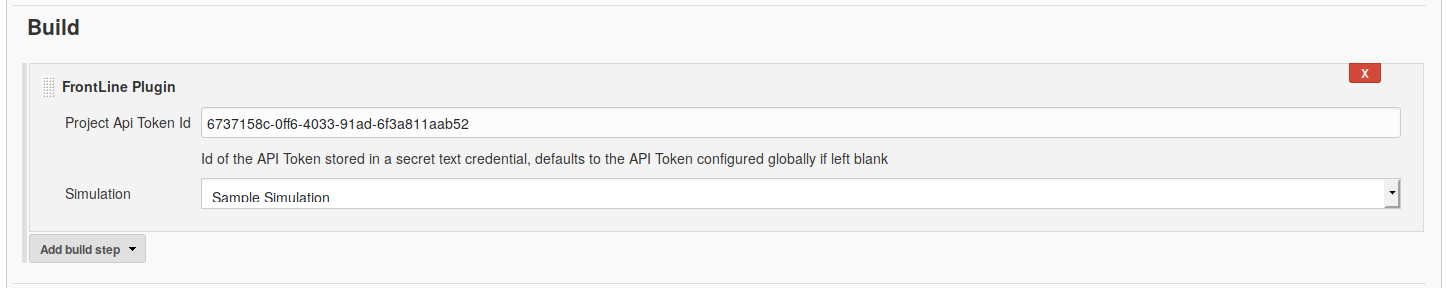 Build
X
FrontLine Plugin
Project Api Token Id 6737158c-0ff6-4033-91ad-6f3a811aab52
Id of the API Token stored in a secret text credential, defaults to the API Token configured globally if left blank
Simulation Sample Simulation
Add build step